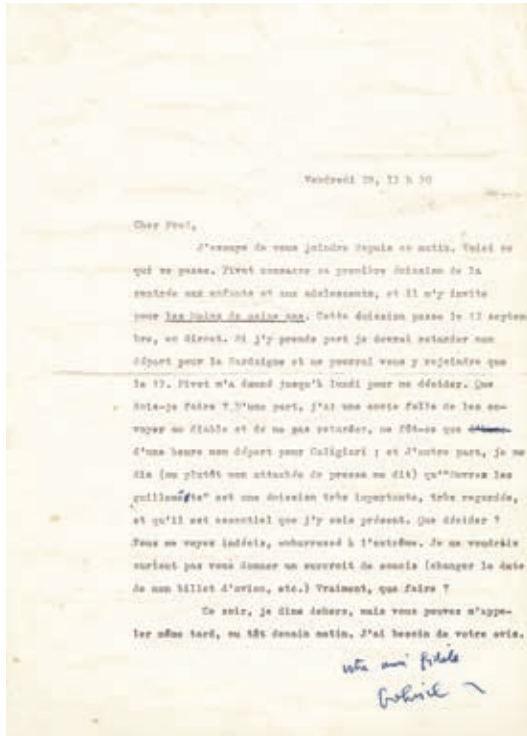 Vendredi 29, 13 h 30
Cher Paul,
J'essaye de vous joindre depuis ce matin. Voici ce
qui se passe. Pivot consacre sa première émission de la
rentrée aux enfants et aux adolescents, et il m'y invite
pour les Moins de seize ans. Cette émission passe le 17 septem
bre, en direct. Si j'y prends part je devrai retarder mon
départ pour la Sardaigne et ne pourrai vous y rejoindre que
le Pivot m'a donné jusqu'à lundi pour me décider. Que
dois-je faire ? D'une part, j'ai une envie folle de les en-
voyer au diable et de ne pas retarder, ne fût-ce que
d'une heure mon départ pour Caligiari ; et d'autre part, je me
dis (ou plutôt mon attachée de presse me dit) qu'"Ouvrez les
guillemets" est une émission très importante, très regardée,
et qu'il est essentiel que j'y sois présent. Que décider ?
Vous me voyez indécis, embarrassé à l'extrême. Je ne voudrais
surtout pas vous donner un surcroît de soucis (changer la date
de mon billet d'avion, etc.) Vraiment, que faire ?
Ce soir, je dîne dehors, mais vous pouvez m'appe-
ler même tard, ou tôt demain matin. J'ai besoin de votre avis.
votre ami fidèle
Gabriel